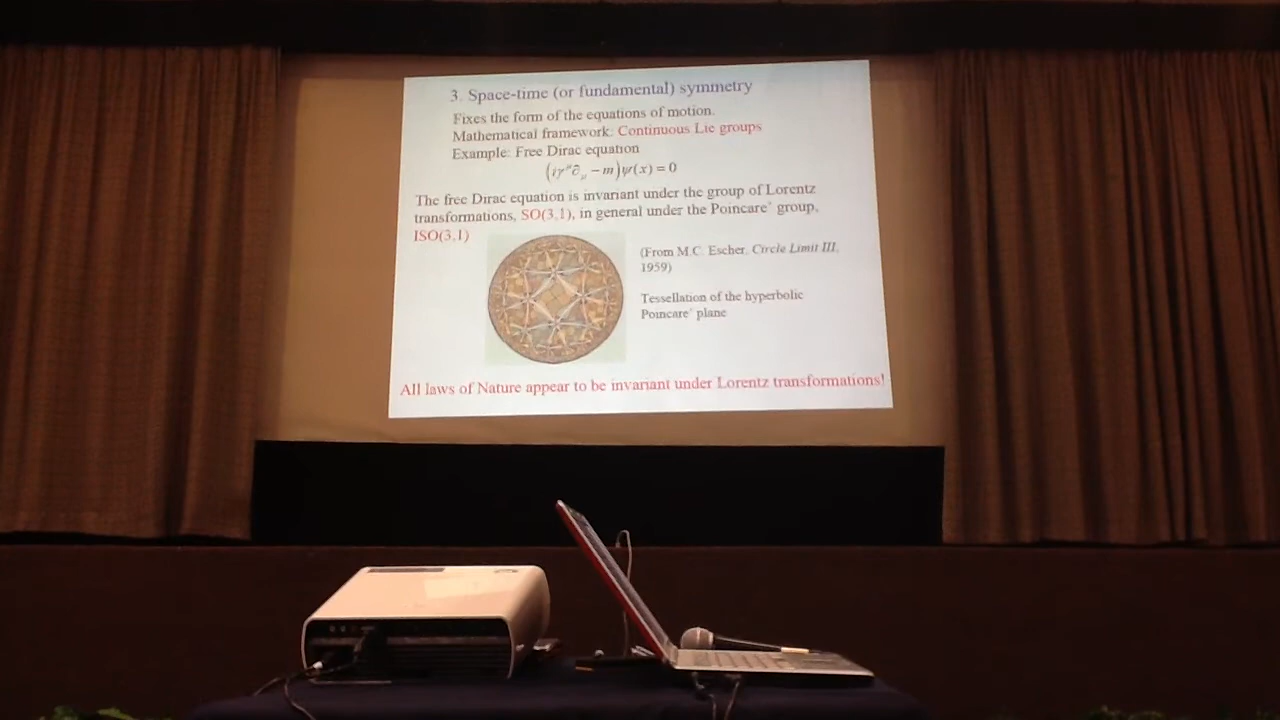 3. Space-time (or fundamental) symmetry
Fixes the form of the equations of motion.
Mathematical framework: Continuous Lie groups
Example: Free Dirac equation
(iγ^μ ∂_μ − m)ψ(x) = 0
The free Dirac equation is invariant under the group of Lorentz
transformations, SO(3,1), in general under the Poincare` group,
ISO(3,1)
(From M.C. Escher, Circle Limit III,
1959)
Tessellation of the hyperbolic
Poincare` plane
All laws of Nature appear to be invariant under Lorentz transformations!